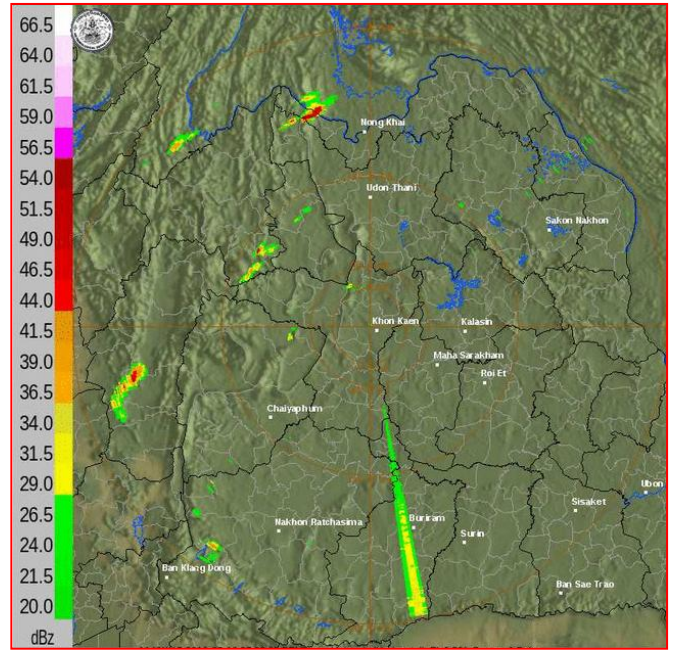 66.5
64.0
61.5
59.0
56.5
54.0
51.5
49.0
46.5
44.0
41.5
39.0
36.5
34.0
31.5
29.0
26.5
24.0
21.5
20.0
dBz
Nong Khai
Udon Thani
Sakon Nakhon
Khon Kaen
Kalasin
Maha Sarakham
Roi Et
Chaiyaphum
Ubon
Sisaket
Buriram
Nakhon Ratchasima
Surin
Ban Klang Dong
Ban Sae Trao